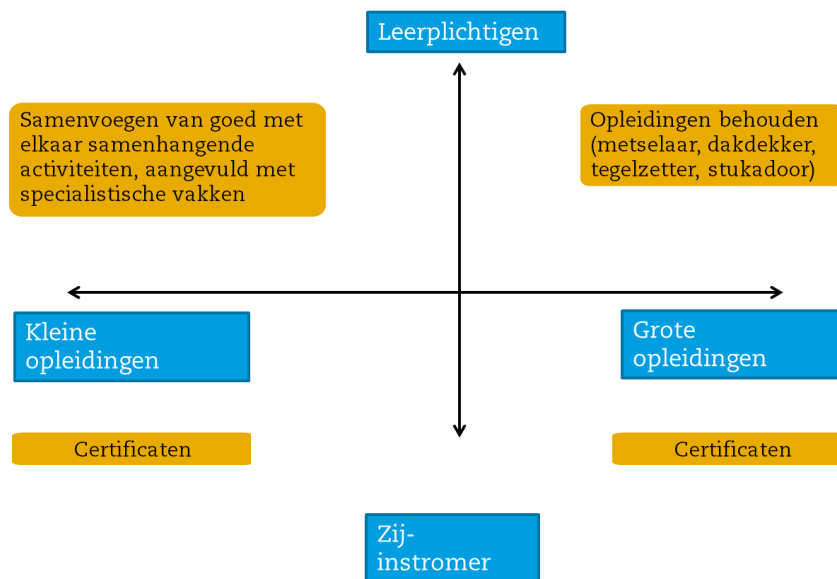 Leerplichtigen
Samenvoegen van goed met
elkaar samenhangende
activiteiten, aangevuld met
specialistische vakken
Opleidingen behouden
(metselaar, dakdekker,
tegelzetter, stukadoor)
Kleine
opleidingen
Grote
opleidingen
Certificaten
Certificaten
Zij-
instromer